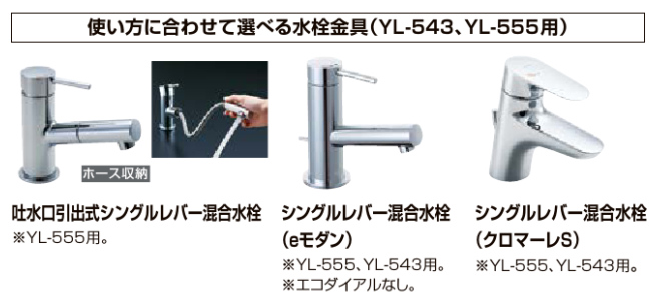 使い方に合わせて選べる水栓金具（YL-543、YL-555用）
ホース収納
吐水口引出式シングルレバー混合水栓
※YL-555用。
シングルレバー混合水栓
（eモダン）
※YL-555、YL-543用。
※エコダイアルなし。
シングルレバー混合水栓
（クロマーレS）
※YL-555、YL-543用。